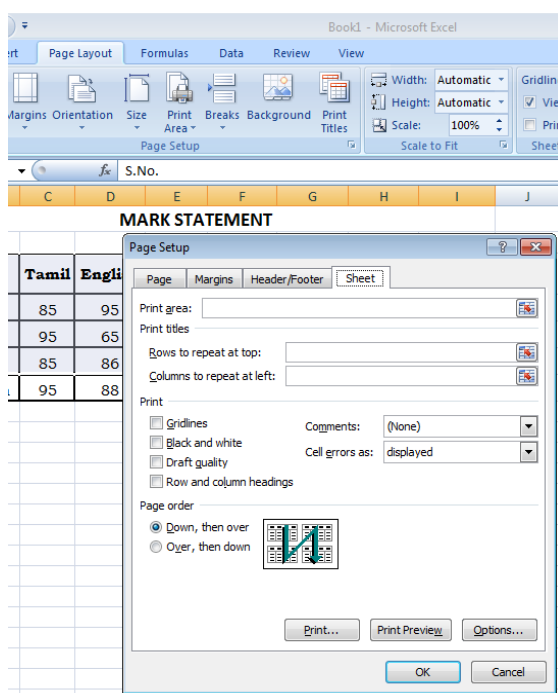 Book1 - Microsoft Excel
Page Layout Formulas Data Review View
Width: Automatic
Height: Automatic
Scale: 100%
Margins Orientation Size Print Area Breaks Background Print Titles
Page Setup
Scale to Fit
fx S.No.
C D E F G H I J
MARK STATEMENT
Tamil
85 95
95 65
85 86
95 88
Page Setup
Page Margins Header/Footer Sheet
Print area:
Print titles
Rows to repeat at top:
Columns to repeat at left:
Print
Gridlines
Black and white
Draft quality
Row and column headings
Comments: (None)
Cell errors as: displayed
Page order
Down, then over
Over, then down
Print... Print Preview Options...
OK Cancel